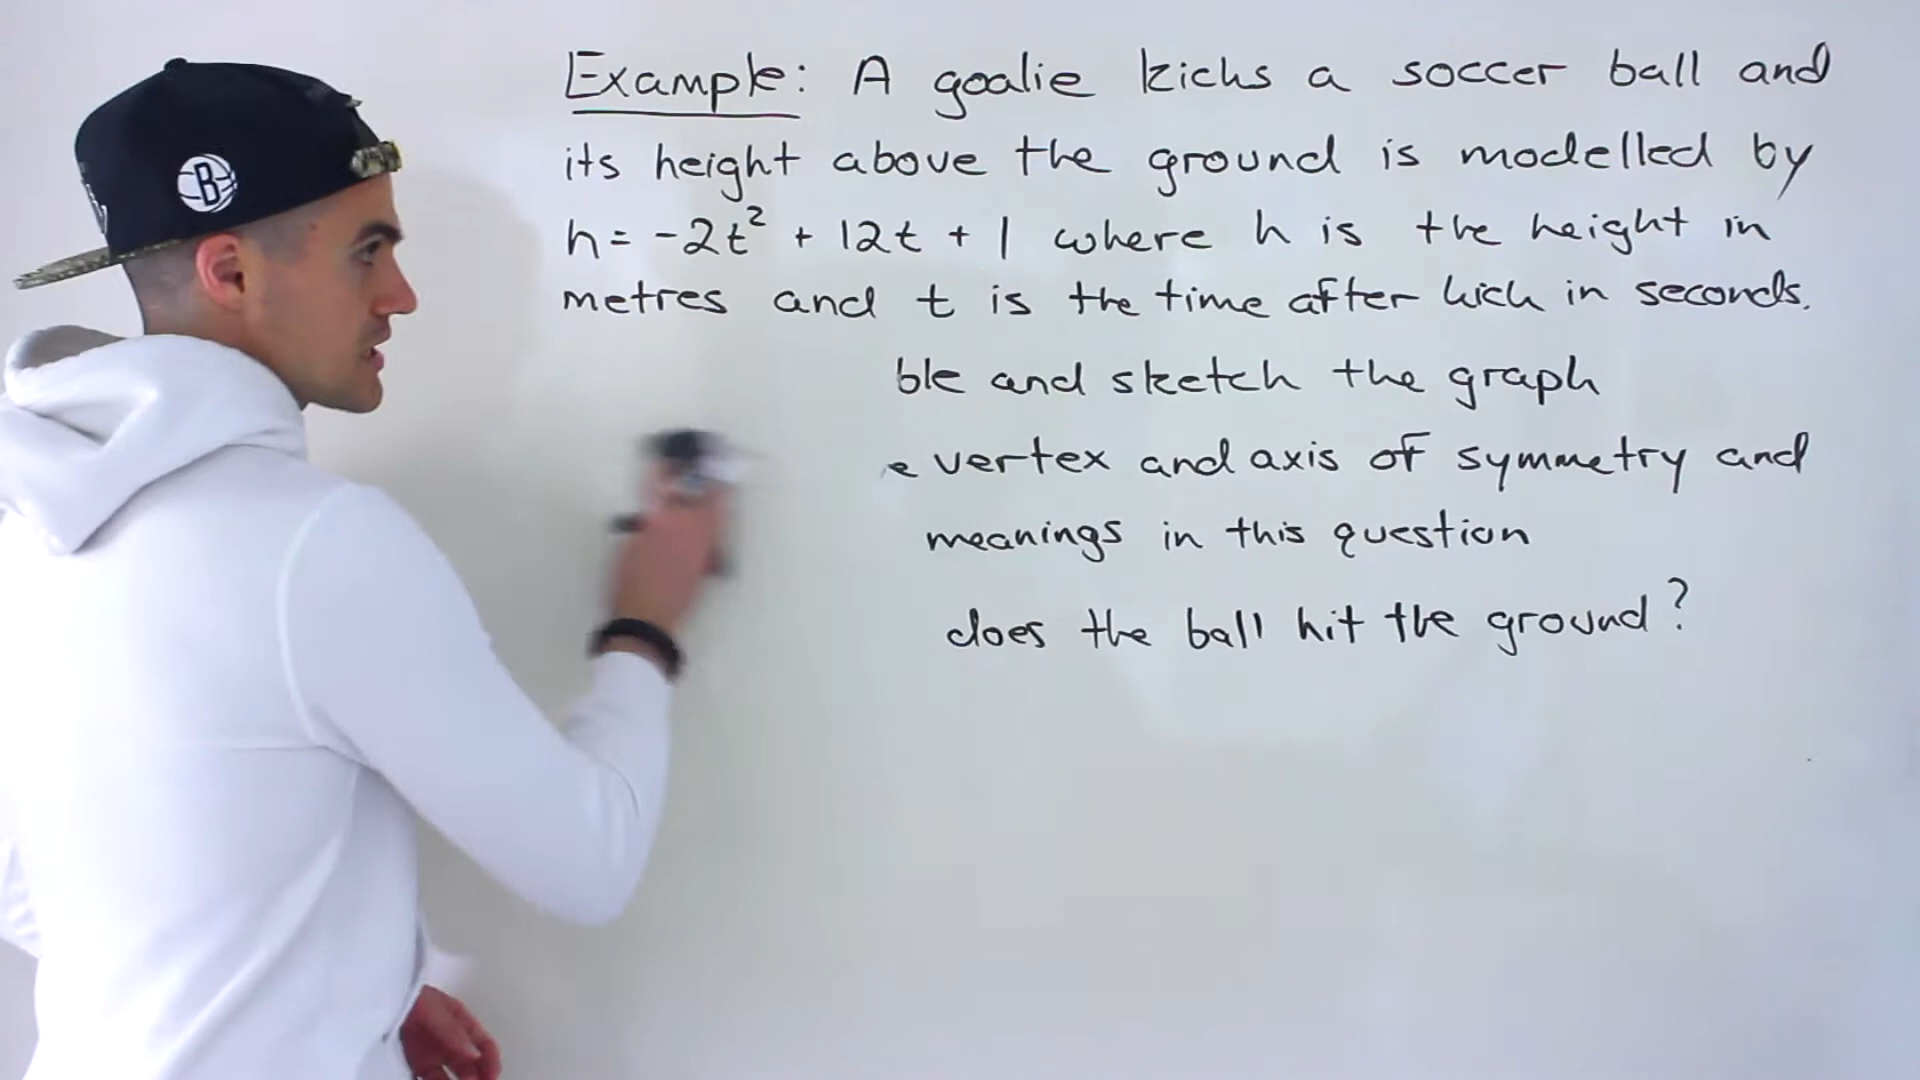 Example: A goalie kicks a soccer ball and
its height above the ground is modelled by
h = -2t² + 12t + 1 where h is the height in
metres and t is the time after kick in seconds.
ble and sketch the graph
e vertex and axis of symmetry and
meanings in this question
does the ball hit the ground?
B